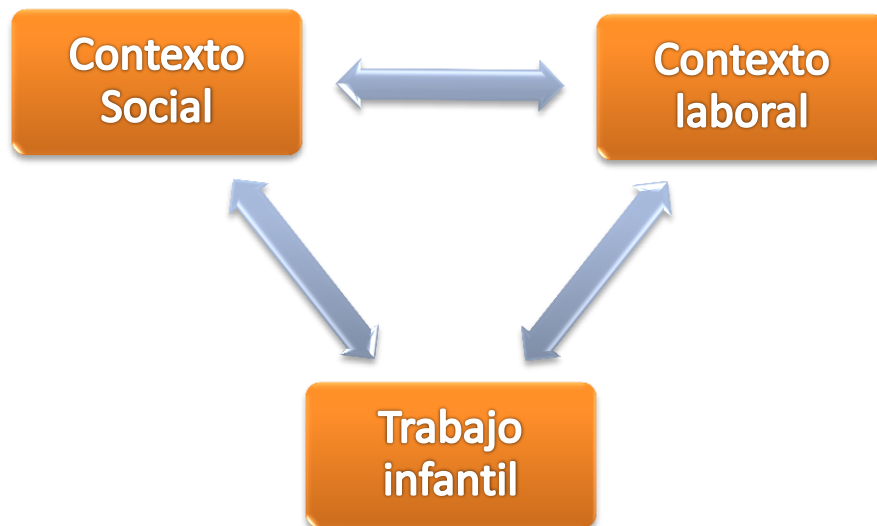 Contexto
Social
Contexto
laboral
Trabajo
infantil